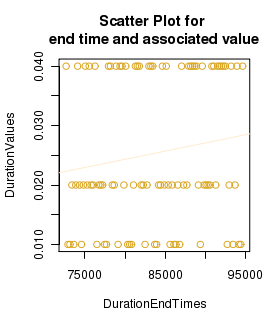 Scatter Plot for
end time and associated value
0.040
0.030
0.020
0.010
DurationValues
75000
85000
95000
DurationEndTimes